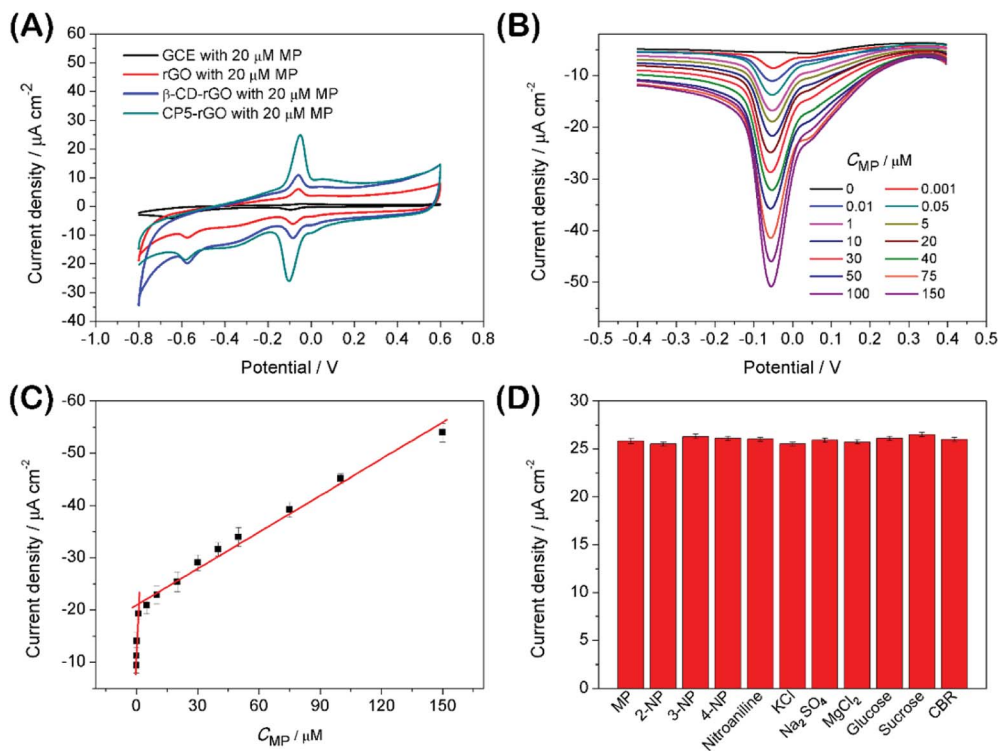 (A)
Current density / μA cm⁻²
60
50
40
30
20
10
0
-10
-20
-30
-40
GCE with 20 μM MP
rGO with 20 μM MP
β-CD-rGO with 20 μM MP
CP5-rGO with 20 μM MP
-1.0 -0.8 -0.6 -0.4 -0.2 0.0 0.2 0.4 0.6 0.8
Potential / V
(B)
Current density / μA cm⁻²
-10
-20
-30
-40
-50
C_MP / μM
0 0.001
0.01 0.05
1 5
10 20
30 40
50 75
100 150
-0.5 -0.4 -0.3 -0.2 -0.1 0.0 0.1 0.2 0.3 0.4 0.5
Potential / V
(C)
Current density / μA cm⁻²
-60
-50
-40
-30
-20
-10
0 30 60 90 120 150
C_MP / μM
(D)
Current density / μA cm⁻²
30
25
20
15
10
5
0
MP 2-NP 3-NP 4-NP Nitroaniline KCl Na₂SO₄ MgCl₂ Glucose Sucrose CBR